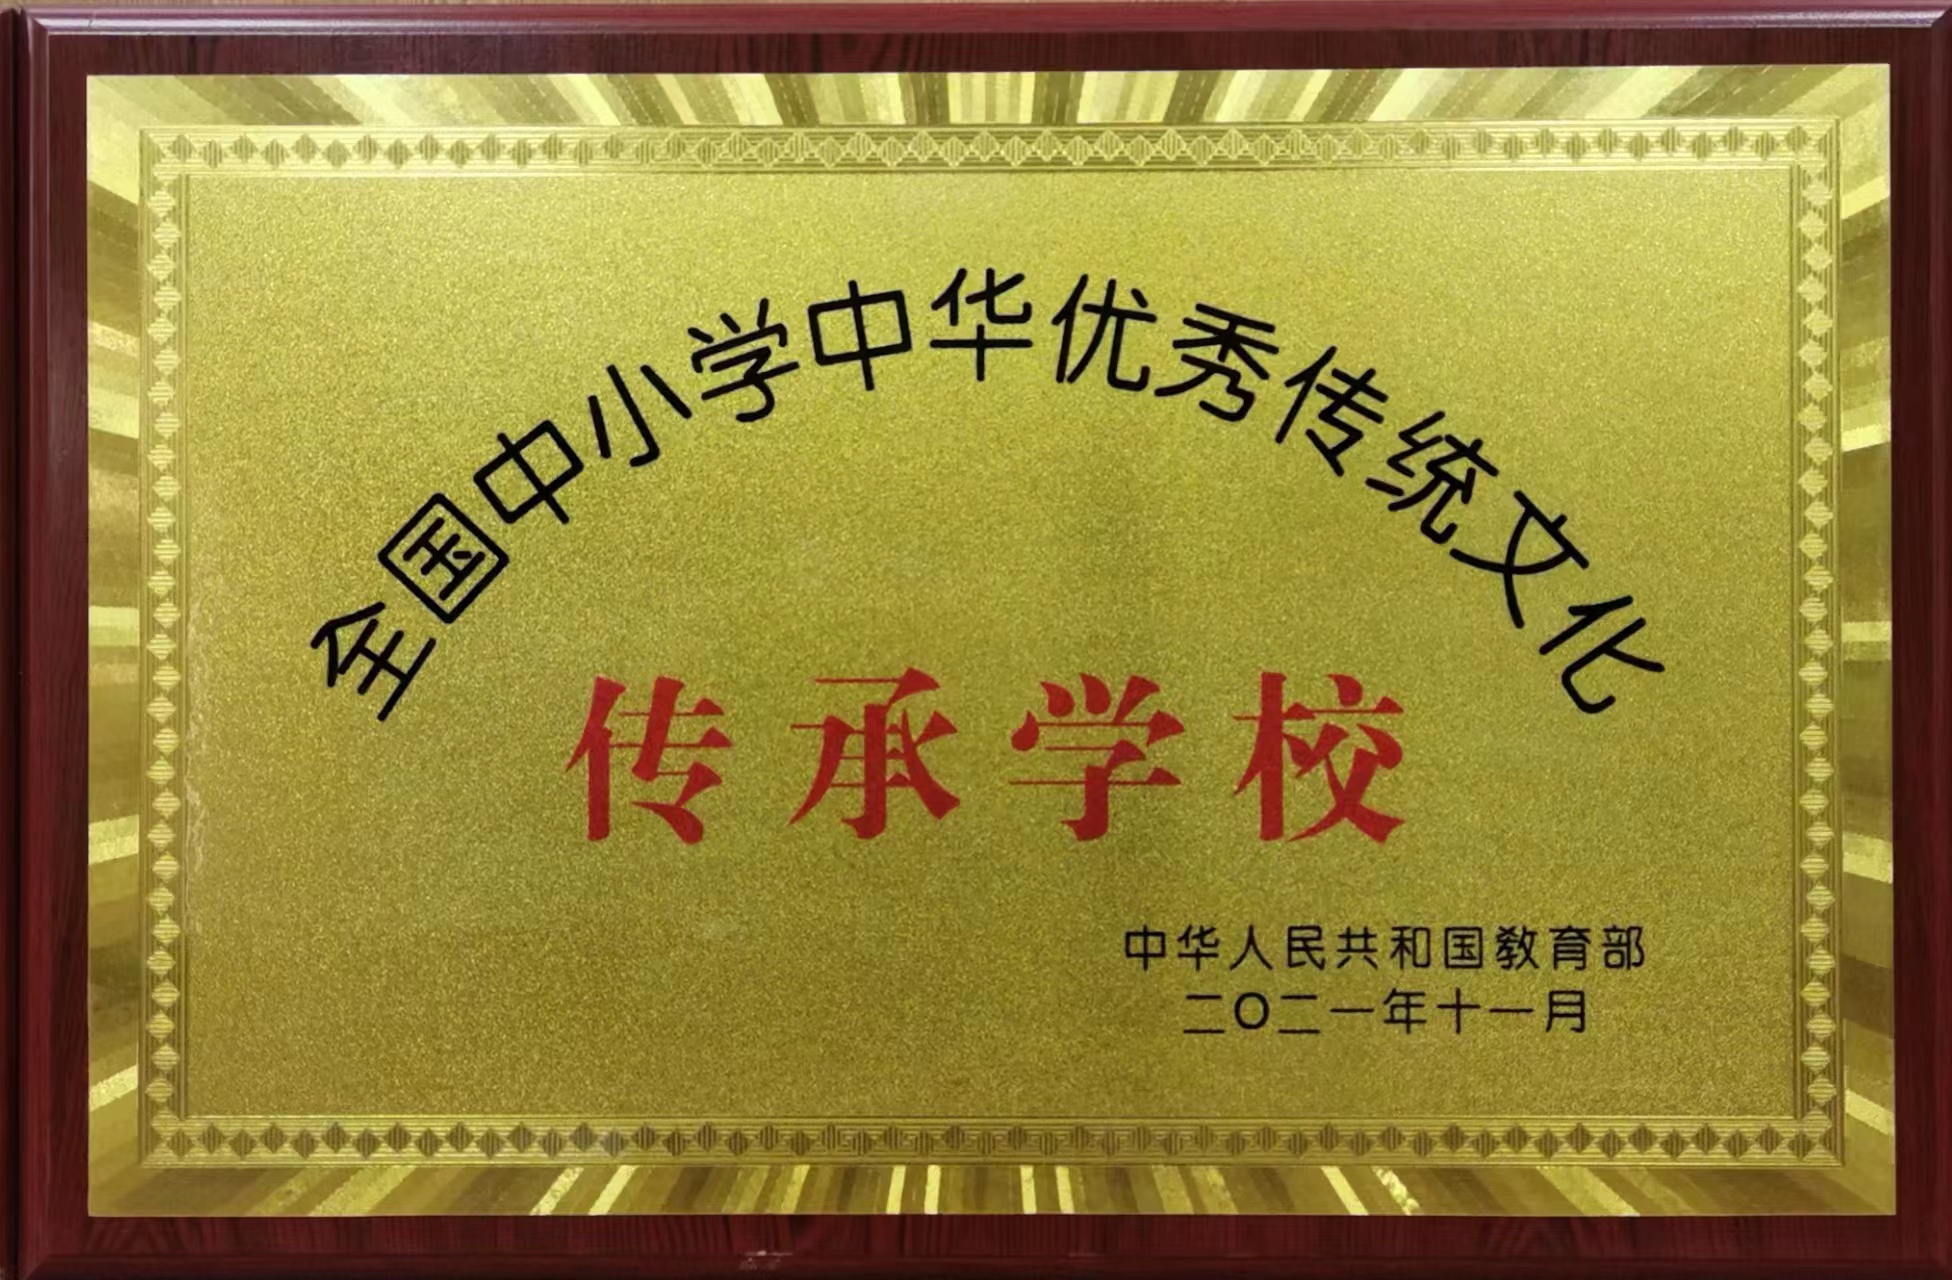 全国中小学中华优秀传统文化
传承学校
中华人民共和国教育部
二〇二一年十一月